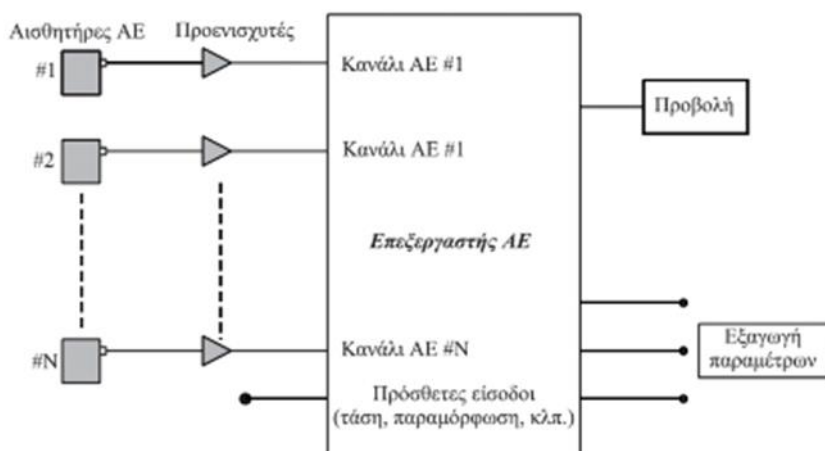 Αισθητήρες ΑΕ
Προενισχυτές
#1
Κανάλι ΑΕ #1
Προβολή
#2
Κανάλι ΑΕ #1
Επεξεργαστής ΑΕ
#N
Κανάλι ΑΕ #N
Εξαγωγή
παραμέτρων
Πρόσθετες είσοδοι
(τάση, παραμόρφωση, κλπ.)